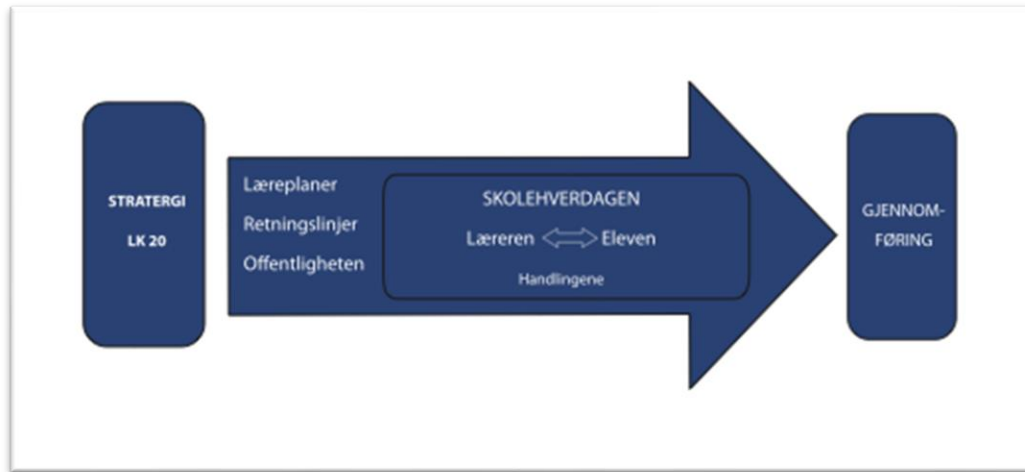 STRATERGI
LK 20
Læreplaner
Retningslinjer
Offentligheten
SKOLEHVERDAGEN
Læreren Eleven
Handlingene
GJENNOM-
FØRING